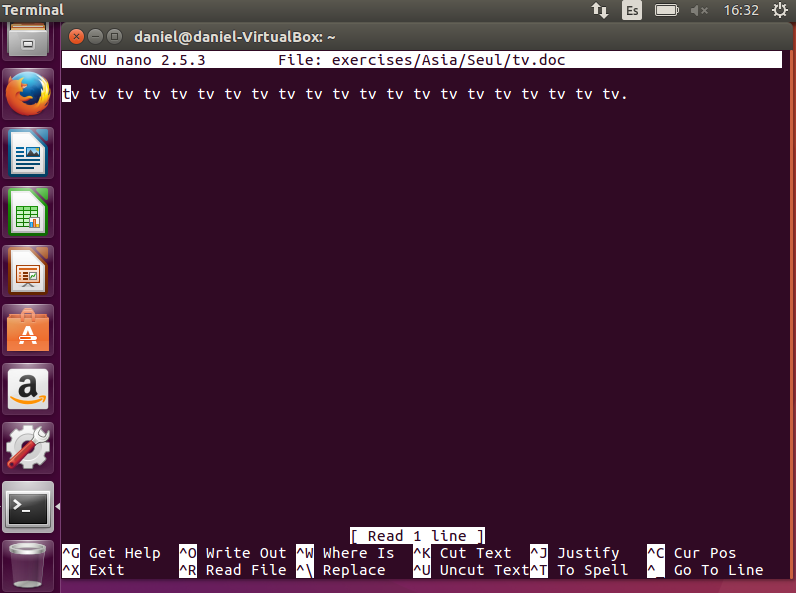 Terminal Es 16:32
daniel@daniel-VirtualBox: ~
GNU nano 2.5.3 File: exercises/Asia/Seul/tv.doc
tv tv tv tv tv tv tv tv tv tv tv tv tv tv tv tv tv tv tv tv tv.
[ Read 1 line ]
^G Get Help ^O Write Out ^W Where Is ^K Cut Text ^J Justify ^C Cur Pos
^X Exit ^R Read File ^\ Replace ^U Uncut Text ^T To Spell ^_ Go To Line